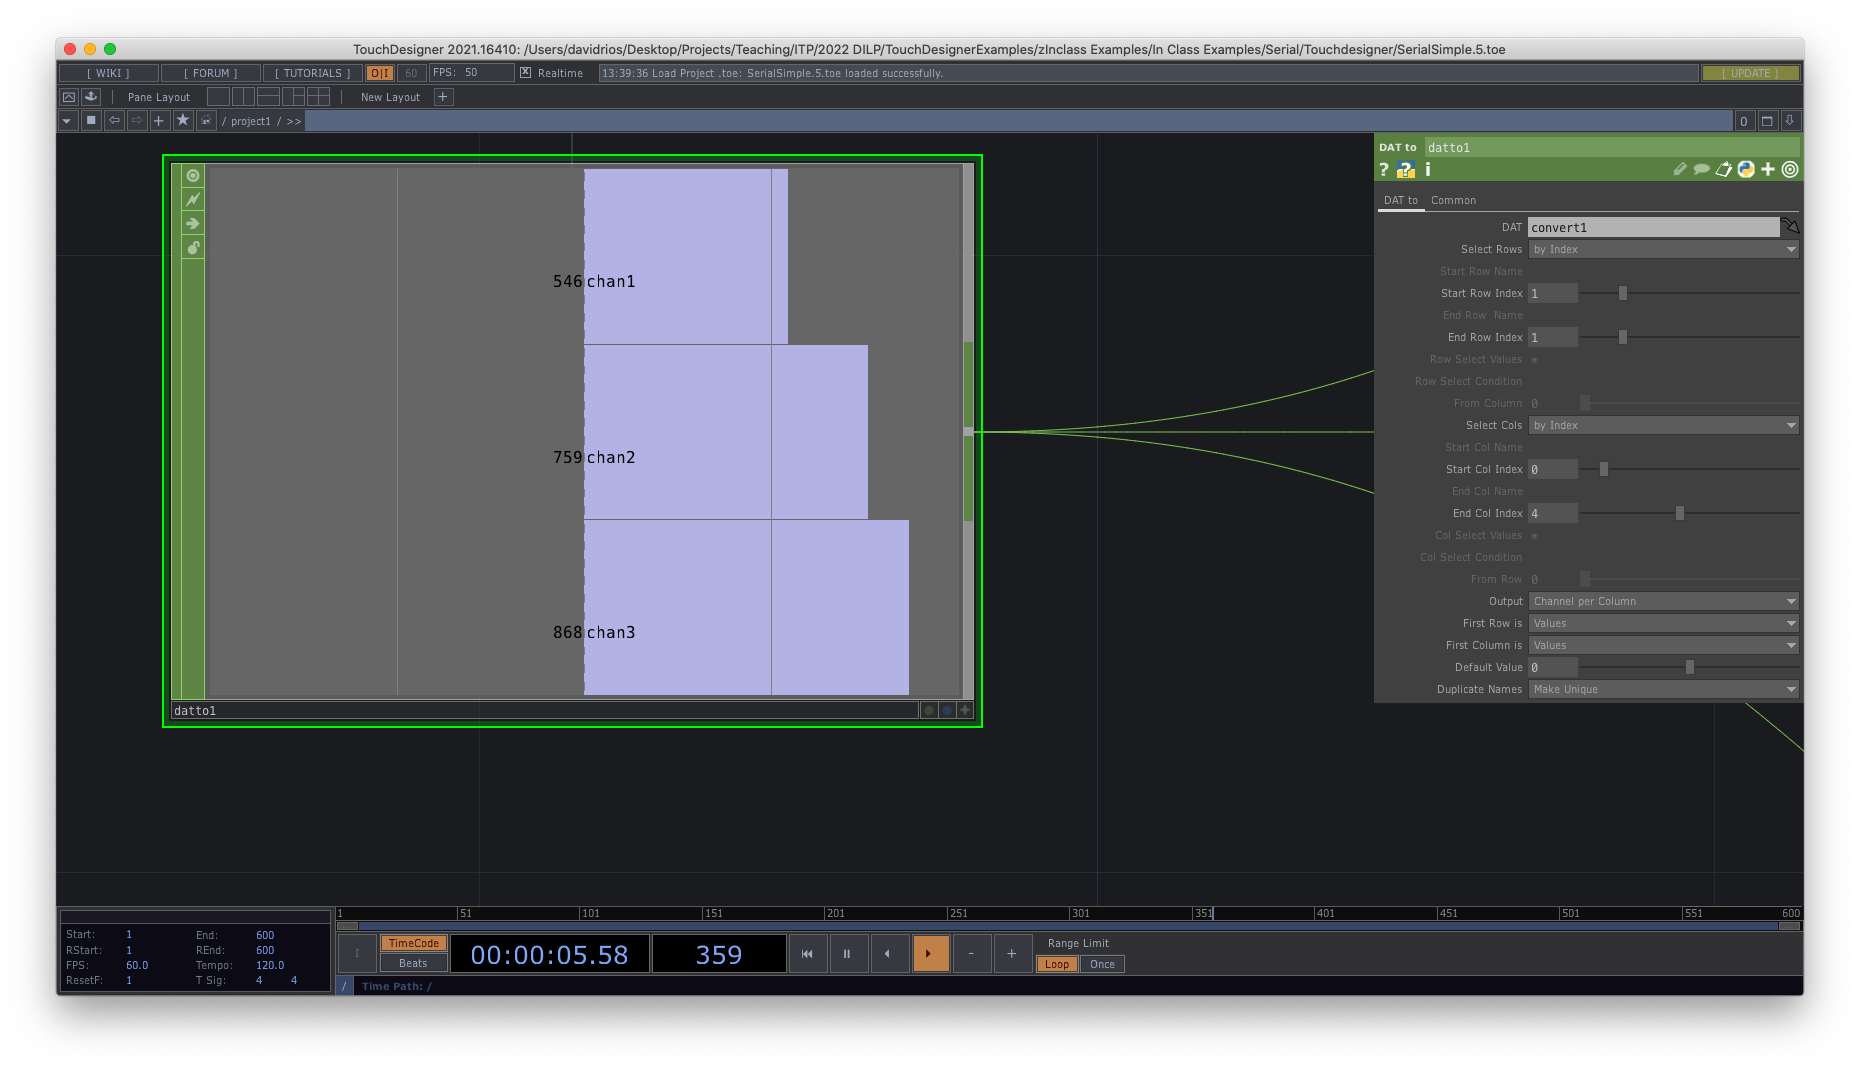 TouchDesigner 2021.16410: /Users/davidrios/Desktop/Projects/Teaching/ITP/2022 DILP/TouchDesignerExamples/zInclass Examples/In Class Examples/Serial/Touchdesigner/SerialSimple.5.toe
[ WIKI ] [ FORUM ] [ TUTORIALS ] O|I 60 FPS: 50 Realtime 13:39:36 Load Project .toe: SerialSimple.5.toe loaded successfully. [ UPDATE ]
Pane Layout New Layout +
/ project1 / >> 0
546 chan1
759 chan2
868 chan3
datto1
DAT to datto1
? ? i
DAT to Common
DAT convert1
Select Rows by Index
Start Row Name
Start Row Index 1
End Row Name
End Row Index 1
Row Select Values *
Row Select Condition
From Column 0
Select Cols by Index
Start Col Name
Start Col Index 0
End Col Name
End Col Index 4
Col Select Values *
Col Select Condition
From Row 0
Output Channel per Column
First Row is Values
First Column is Values
Default Value 0
Duplicate Names Make Unique
1 51 101 151 201 251 301 351 401 451 501 551 600
Start: 1 End: 600
RStart: 1 REnd: 600
FPS: 60.0 Tempo: 120.0
ResetF: 1 T Sig: 4 4
TimeCode
Beats
00:00:05.58 359
- +
Range Limit
Loop Once
/ Time Path: /